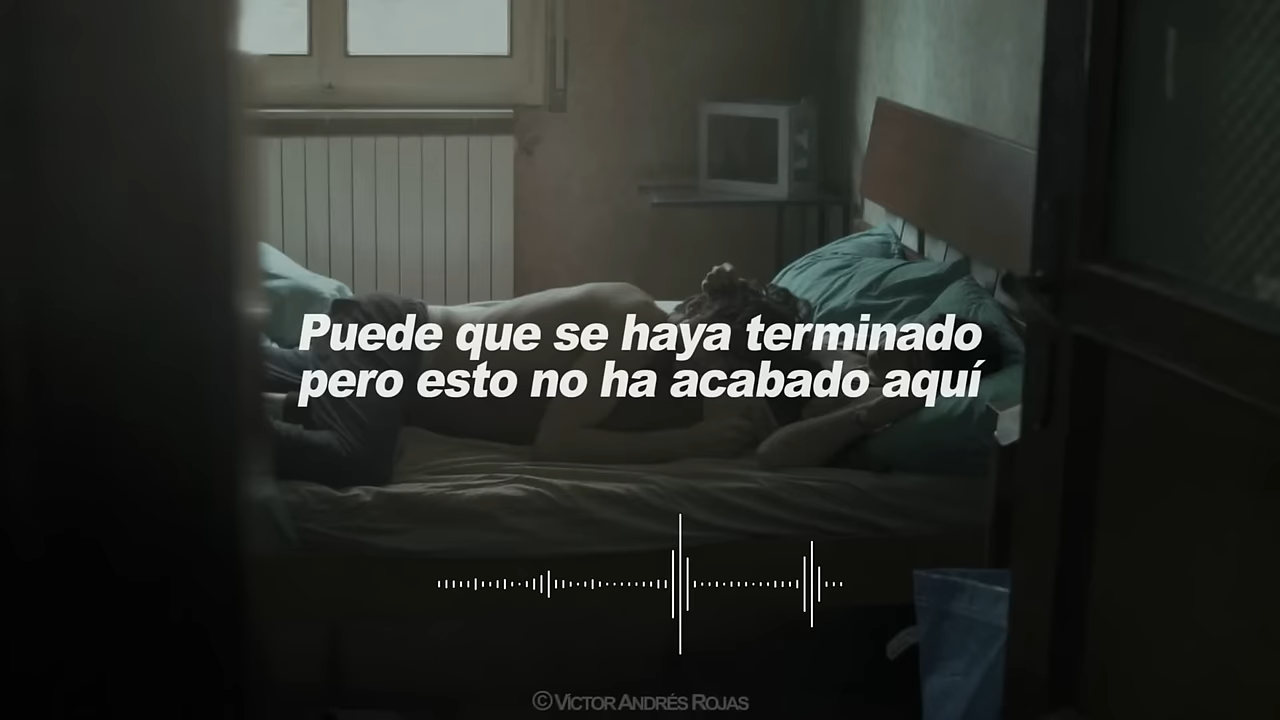 Puede que se haya terminado
pero esto no ha acabado aquí
©Victor Andrés Rojas